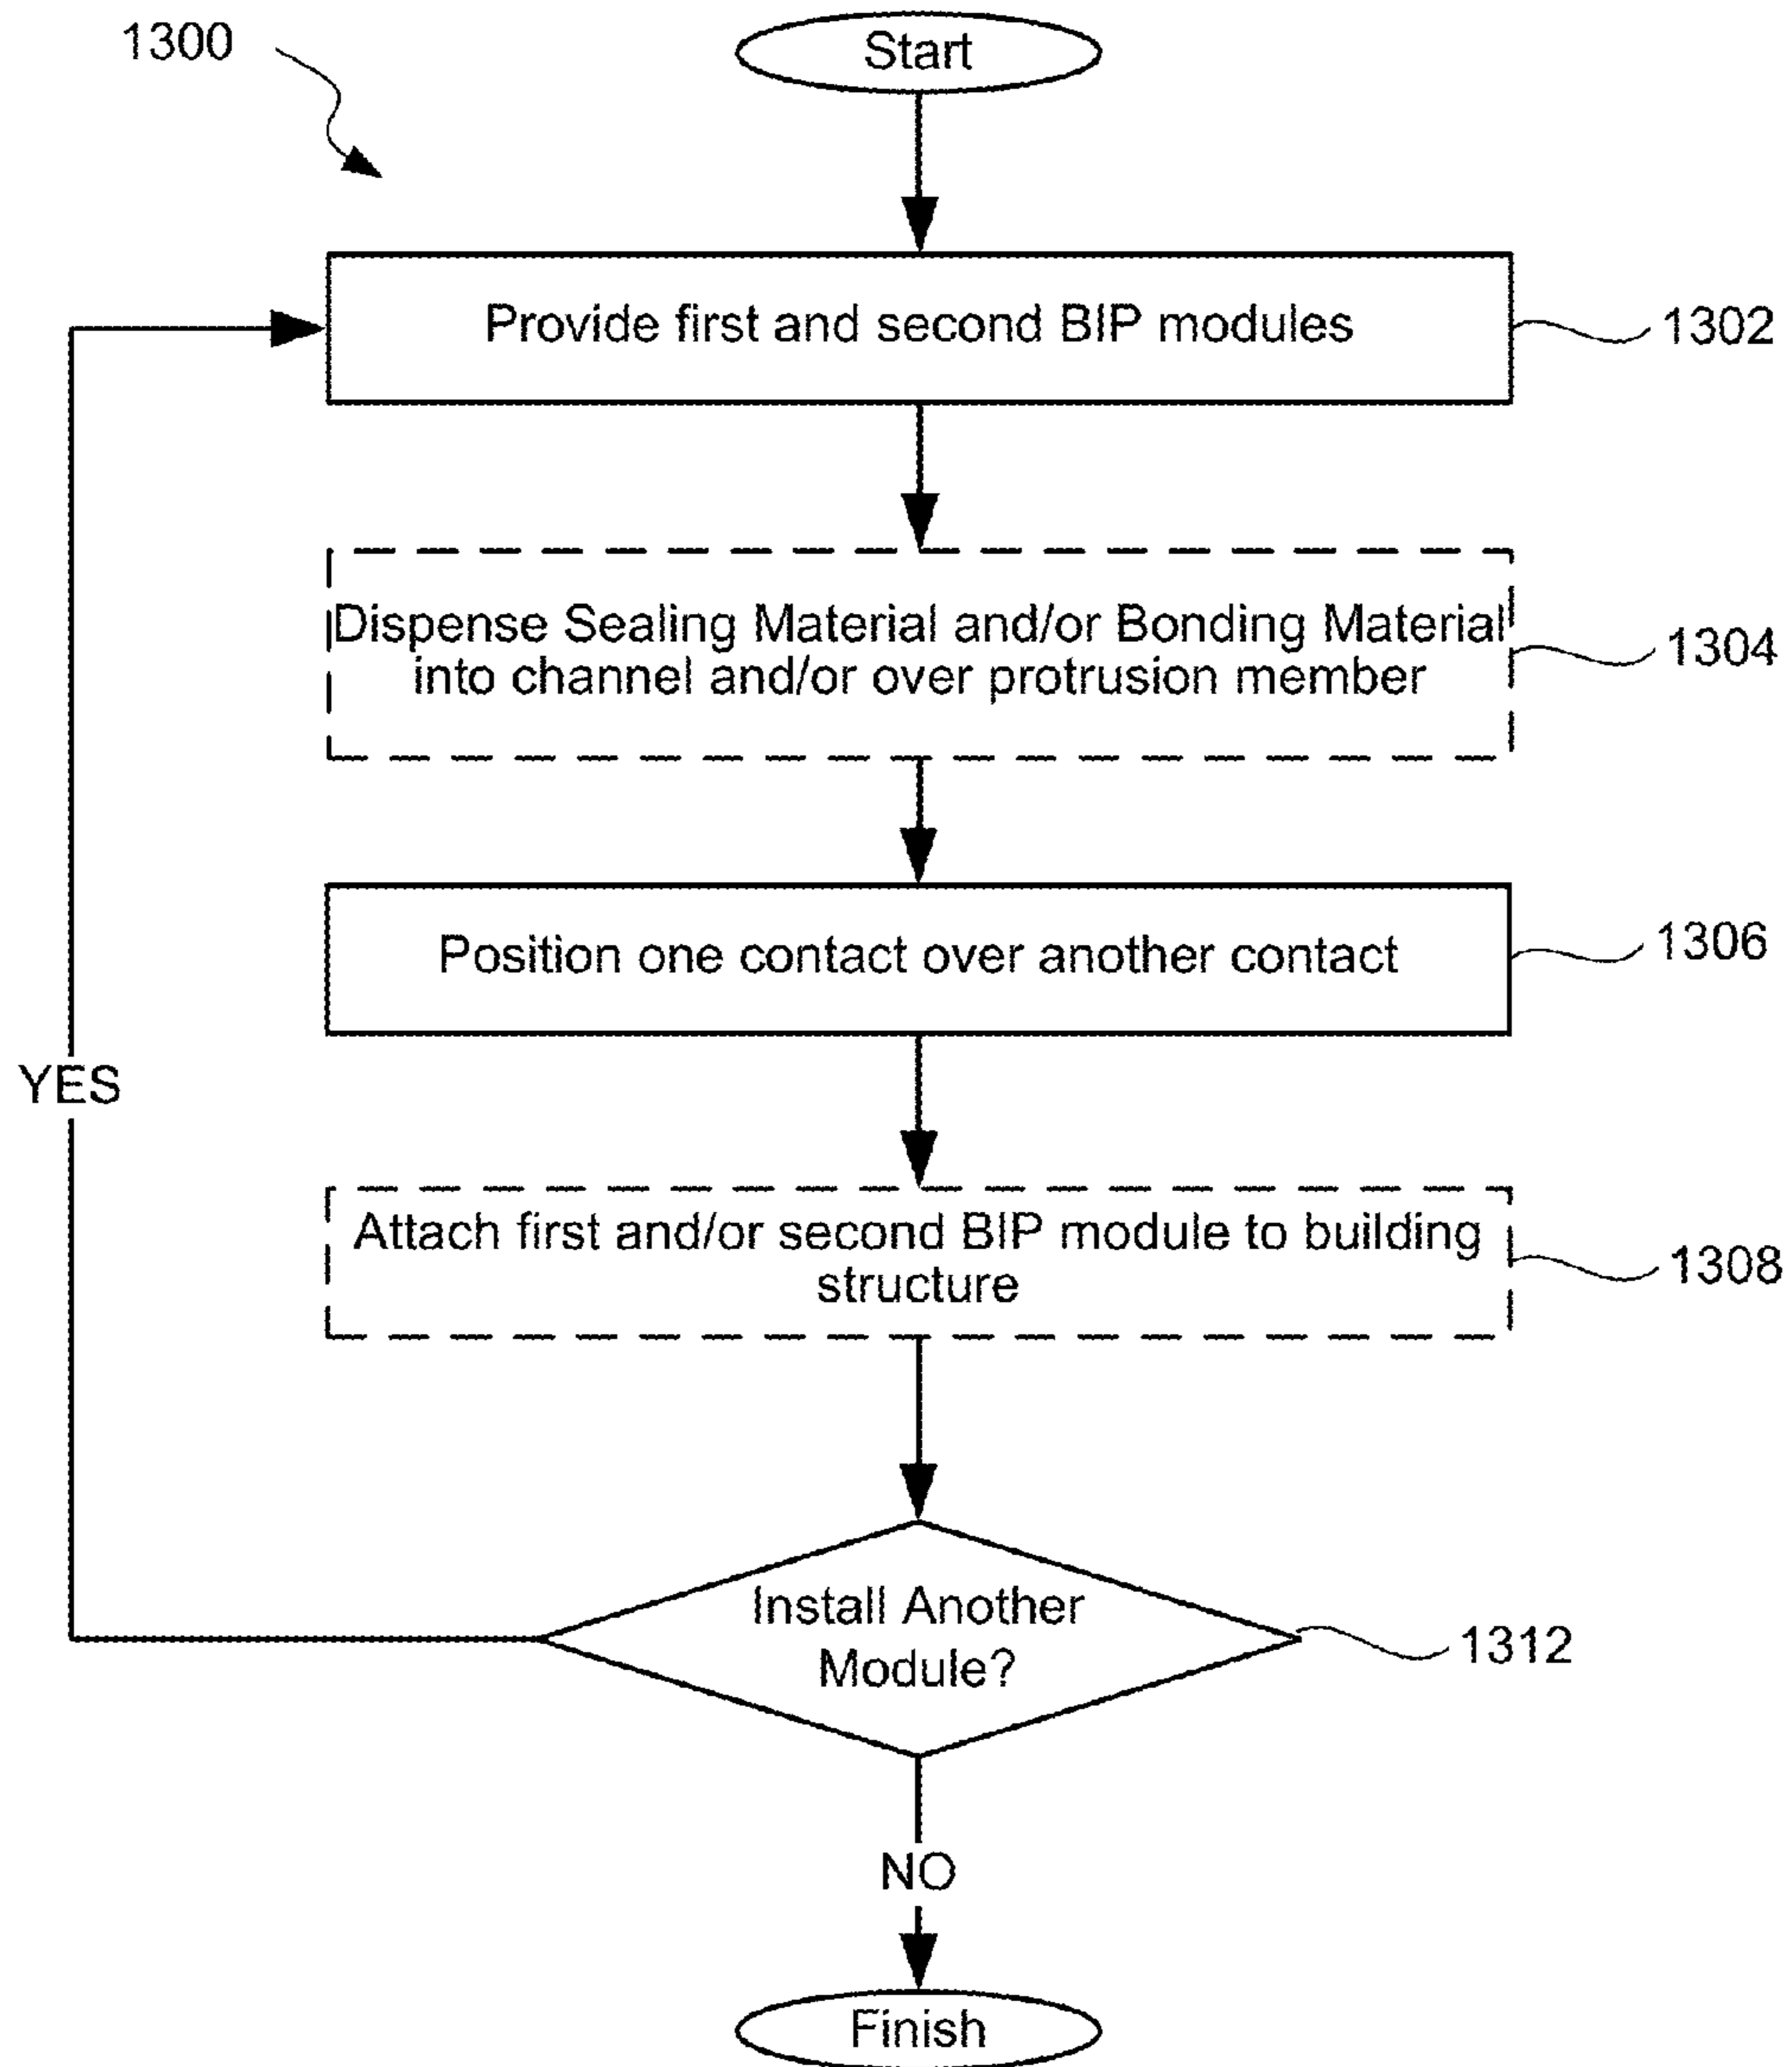 1300
Start
Provide first and second BIP modules
1302
Dispense Sealing Material and/or Bonding Material
into channel and/or over protrusion member
1304
Position one contact over another contact
1306
YES
Attach first and/or second BIP module to building
structure
1308
Install Another
Module?
1312
NO
Finish